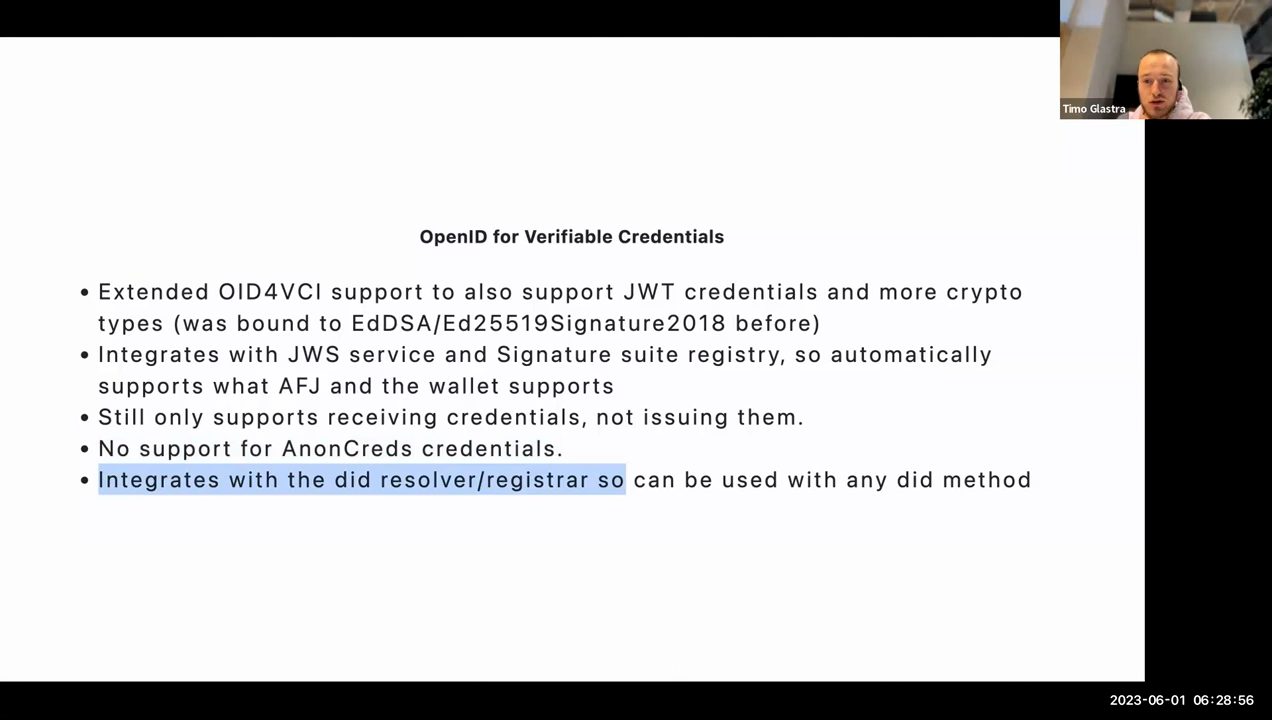 Timo Glastra
OpenID for Verifiable Credentials
• Extended OID4VCI support to also support JWT credentials and more crypto
types (was bound to EdDSA/Ed25519Signature2018 before)
• Integrates with JWS service and Signature suite registry, so automatically
supports what AFJ and the wallet supports
• Still only supports receiving credentials, not issuing them.
• No support for AnonCreds credentials.
• Integrates with the did resolver/registrar so can be used with any did method
2023-06-01 06:28:56